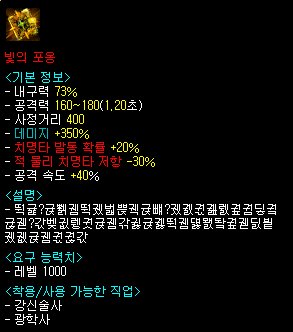 빛의 포옹
<기본 정보>
- 내구력 73%
- 공격력 160~180(1,20초)
- 사정거리 400
- 데미지 +350%
- 치명타 발동 확률 +20%
- 적 물리 치명타 저항 -30%
- 공격 속도 +40%
<설명>
<요구 능력치>
- 레벨 1000
<착용/사용 가능한 직업>
- 강신술사
- 광학사